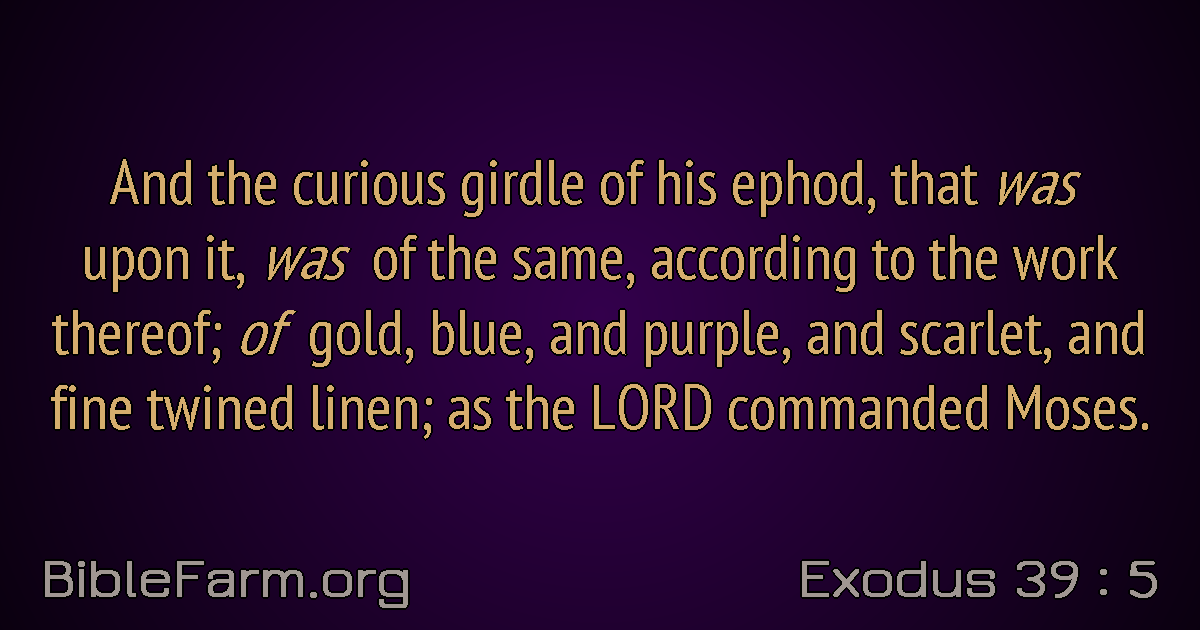 And the curious girdle of his ephod, that was
upon it, was of the same, according to the work
thereof; of gold, blue, and purple, and scarlet, and
fine twined linen; as the LORD commanded Moses.
BibleFarm.org
Exodus 39 : 5